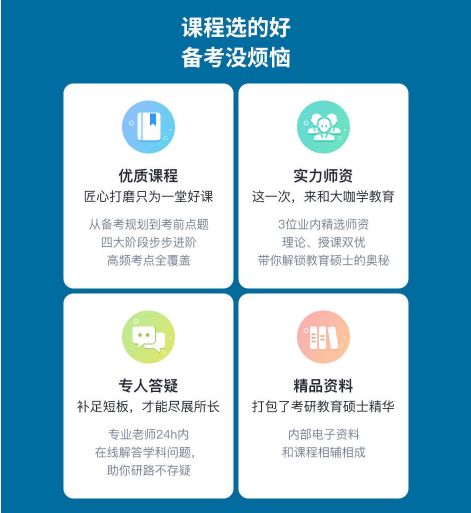 课程选的好
备考没烦恼
优质课程
匠心打磨只为一堂好课
从备考规划到考前点题
四大阶段步步进阶
高频考点全覆盖
实力师资
这一次，来和大咖学教育
3位业内精选师资
理论、授课双优
带你解锁教育硕士的奥秘
专人答疑
补足短板，才能尽展所长
专业老师24h内
在线解答学科问题，
助你研路不存疑
精品资料
打包了考研教育硕士精华
内部电子资料
和课程相辅相成